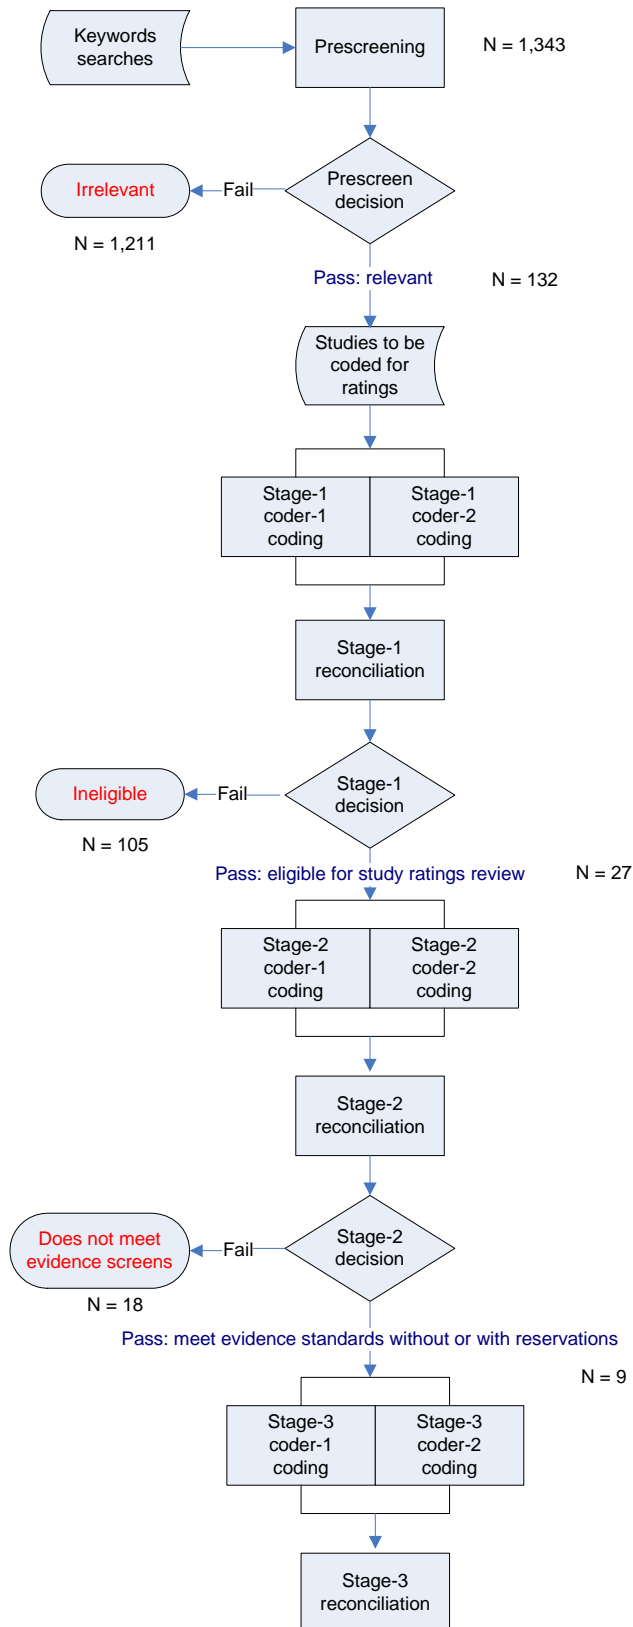 Keywords
searches
Prescreening
N = 1,343
Prescreen
decision
Fail
Irrelevant
N = 1,211
Pass: relevant
N = 132
Studies to be
coded for
ratings
Stage-1
coder-1
coding
Stage-1
coder-2
coding
Stage-1
reconciliation
Stage-1
decision
Fail
Ineligible
N = 105
Pass: eligible for study ratings review
N = 27
Stage-2
coder-1
coding
Stage-2
coder-2
coding
Stage-2
reconciliation
Stage-2
decision
Fail
Does not meet
evidence screens
N = 18
Pass: meet evidence standards without or with reservations
N = 9
Stage-3
coder-1
coding
Stage-3
coder-2
coding
Stage-3
reconciliation